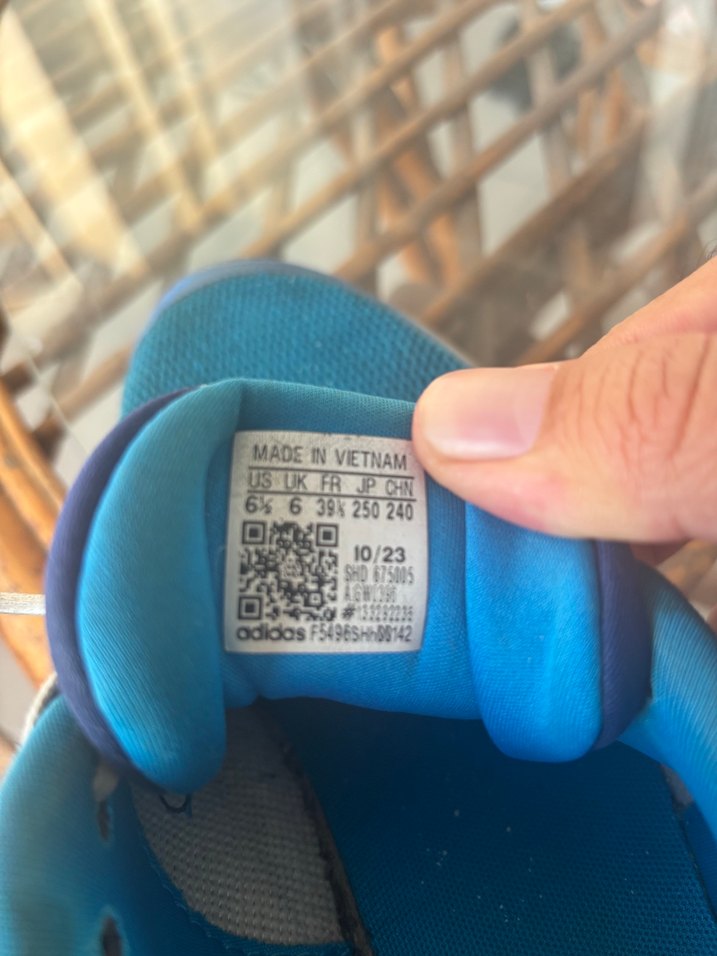 MADE IN VIETNAM
US UK FR JP CHN
6½ 6 39⅓ 250 240
10/23
SHD 675005
#133292236
adidas